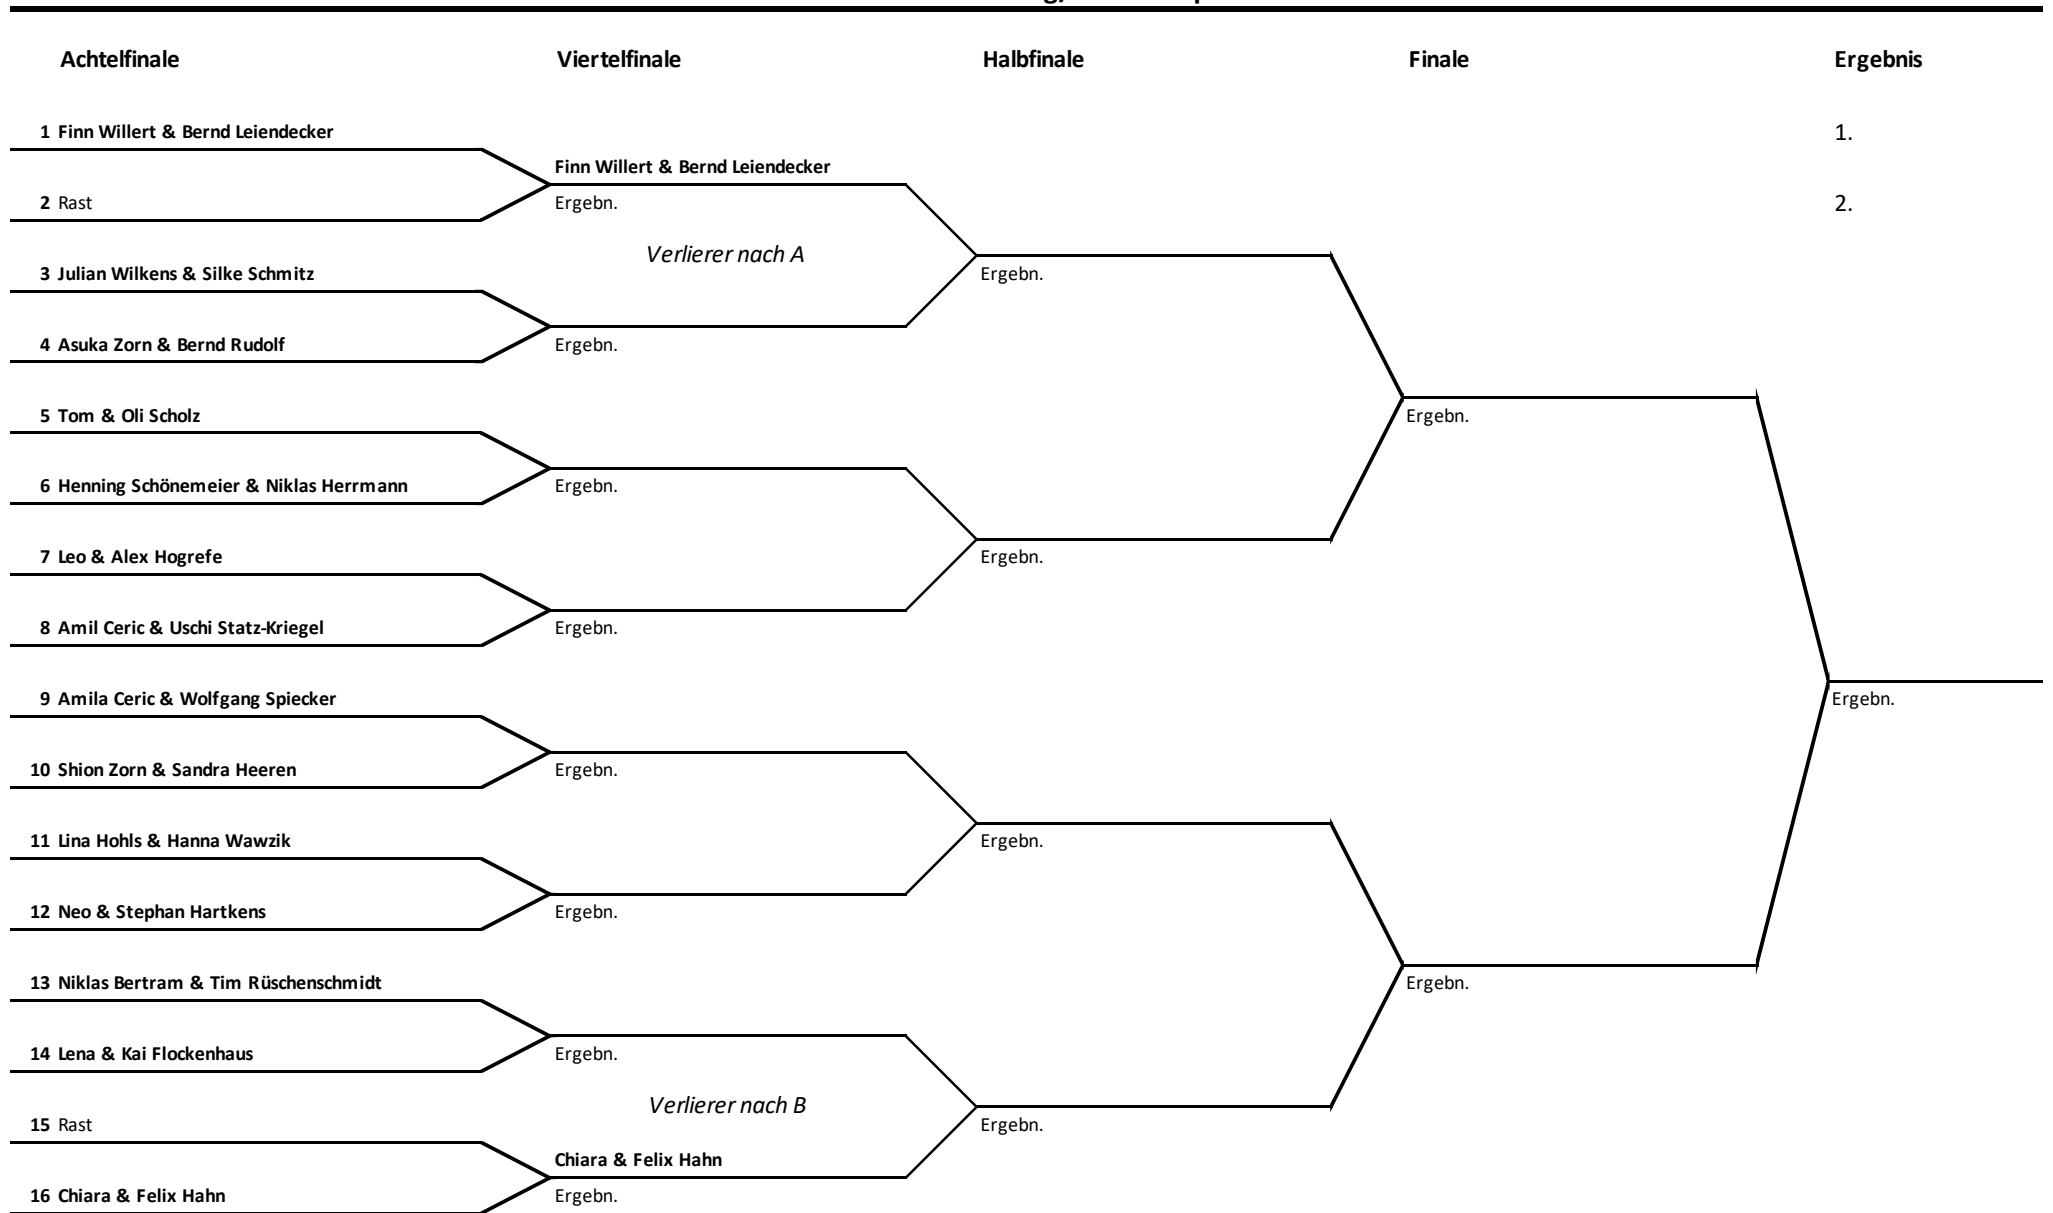 Achtelfinale Viertelfinale Halbfinale Finale Ergebnis
1 Finn Willert & Bernd Leiendecker 1.
Finn Willert & Bernd Leiendecker
2 Rast Ergebn. 2.
Verlierer nach A
3 Julian Wilkens & Silke Schmitz Ergebn.
4 Asuka Zorn & Bernd Rudolf Ergebn.
5 Tom & Oli Scholz Ergebn.
6 Henning Schönemeier & Niklas Herrmann Ergebn.
7 Leo & Alex Hogrefe Ergebn.
8 Amil Ceric & Uschi Statz-Kriegel Ergebn.
9 Amila Ceric & Wolfgang Spiecker Ergebn.
10 Shion Zorn & Sandra Heeren Ergebn.
11 Lina Hohls & Hanna Wawzik Ergebn.
12 Neo & Stephan Hartkens Ergebn.
13 Niklas Bertram & Tim Rüschenschmidt Ergebn.
14 Lena & Kai Flockenhaus Ergebn.
Verlierer nach B
15 Rast Ergebn.
Chiara & Felix Hahn
16 Chiara & Felix Hahn Ergebn.